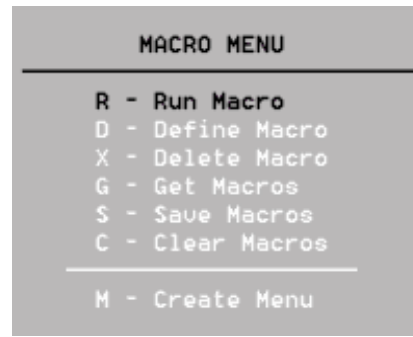 MACRO MENU
R - Run Macro
D - Define Macro
X - Delete Macro
G - Get Macros
S - Save Macros
C - Clear Macros
M - Create Menu